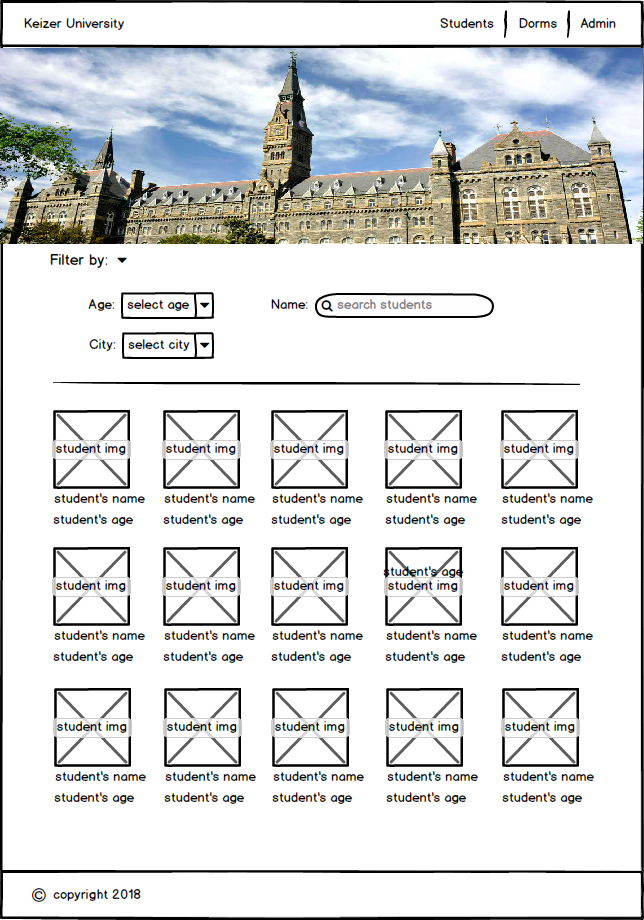 Keizer University Students Dorms Admin
Filter by:
Age: select age Name: search students
City: select city
student img student img student img student img student img
student's name student's name student's name student's name student's name
student's age student's age student's age student's age student's age
student's age
student img student img student img student img student img
student's name student's name student's name student's name student's name
student's age student's age student's age student's age student's age
student img student img student img student img student img
student's name student's name student's name student's name student's name
student's age student's age student's age student's age student's age
© copyright 2018